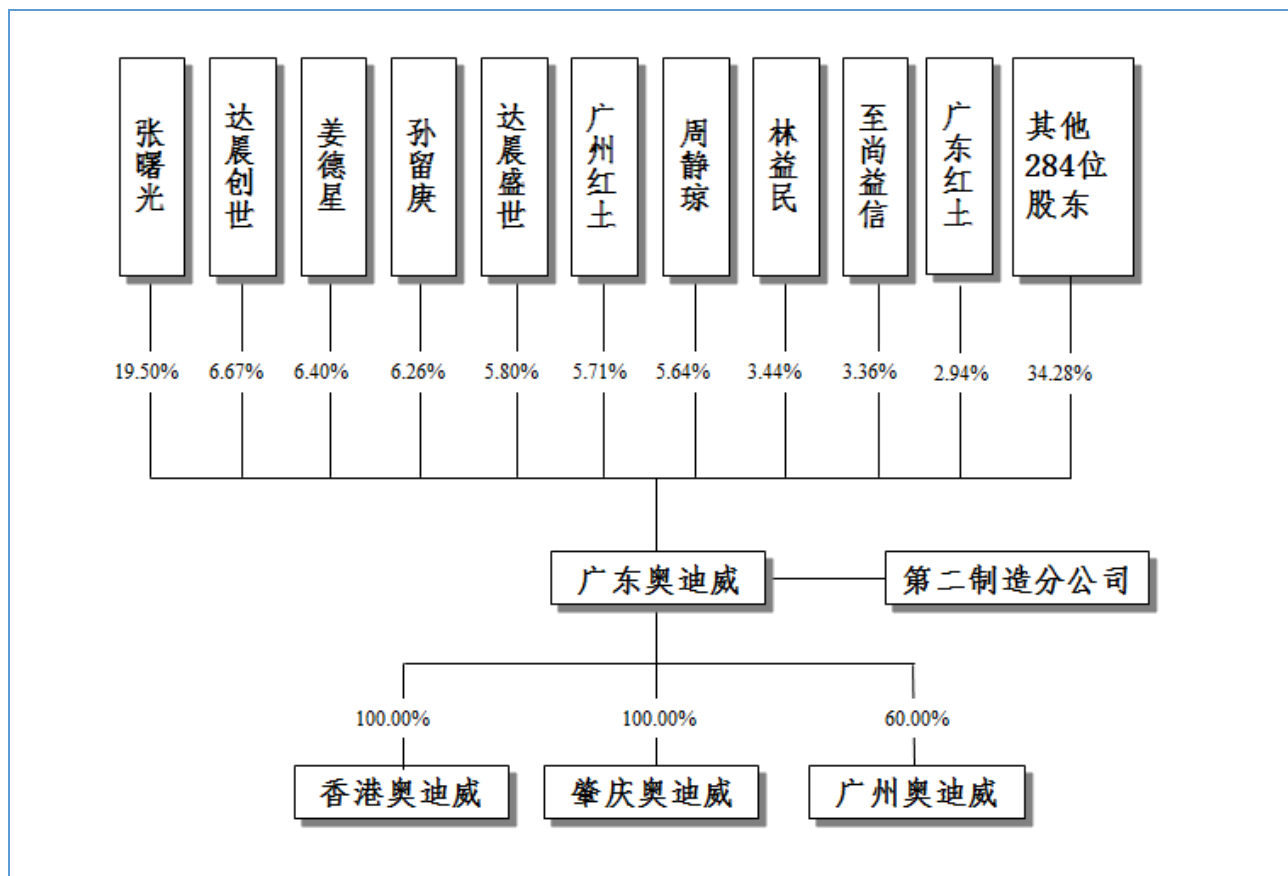 张曙光
达晨创世
姜德星
孙留庚
达晨盛世
广州红土
周静琼
林益民
至尚益信
广东红土
其他
284位
股东
19.50%
6.67%
6.40%
6.26%
5.80%
5.71%
5.64%
3.44%
3.36%
2.94%
34.28%
广东奥迪威
第二制造分公司
100.00%
100.00%
60.00%
香港奥迪威
肇庆奥迪威
广州奥迪威